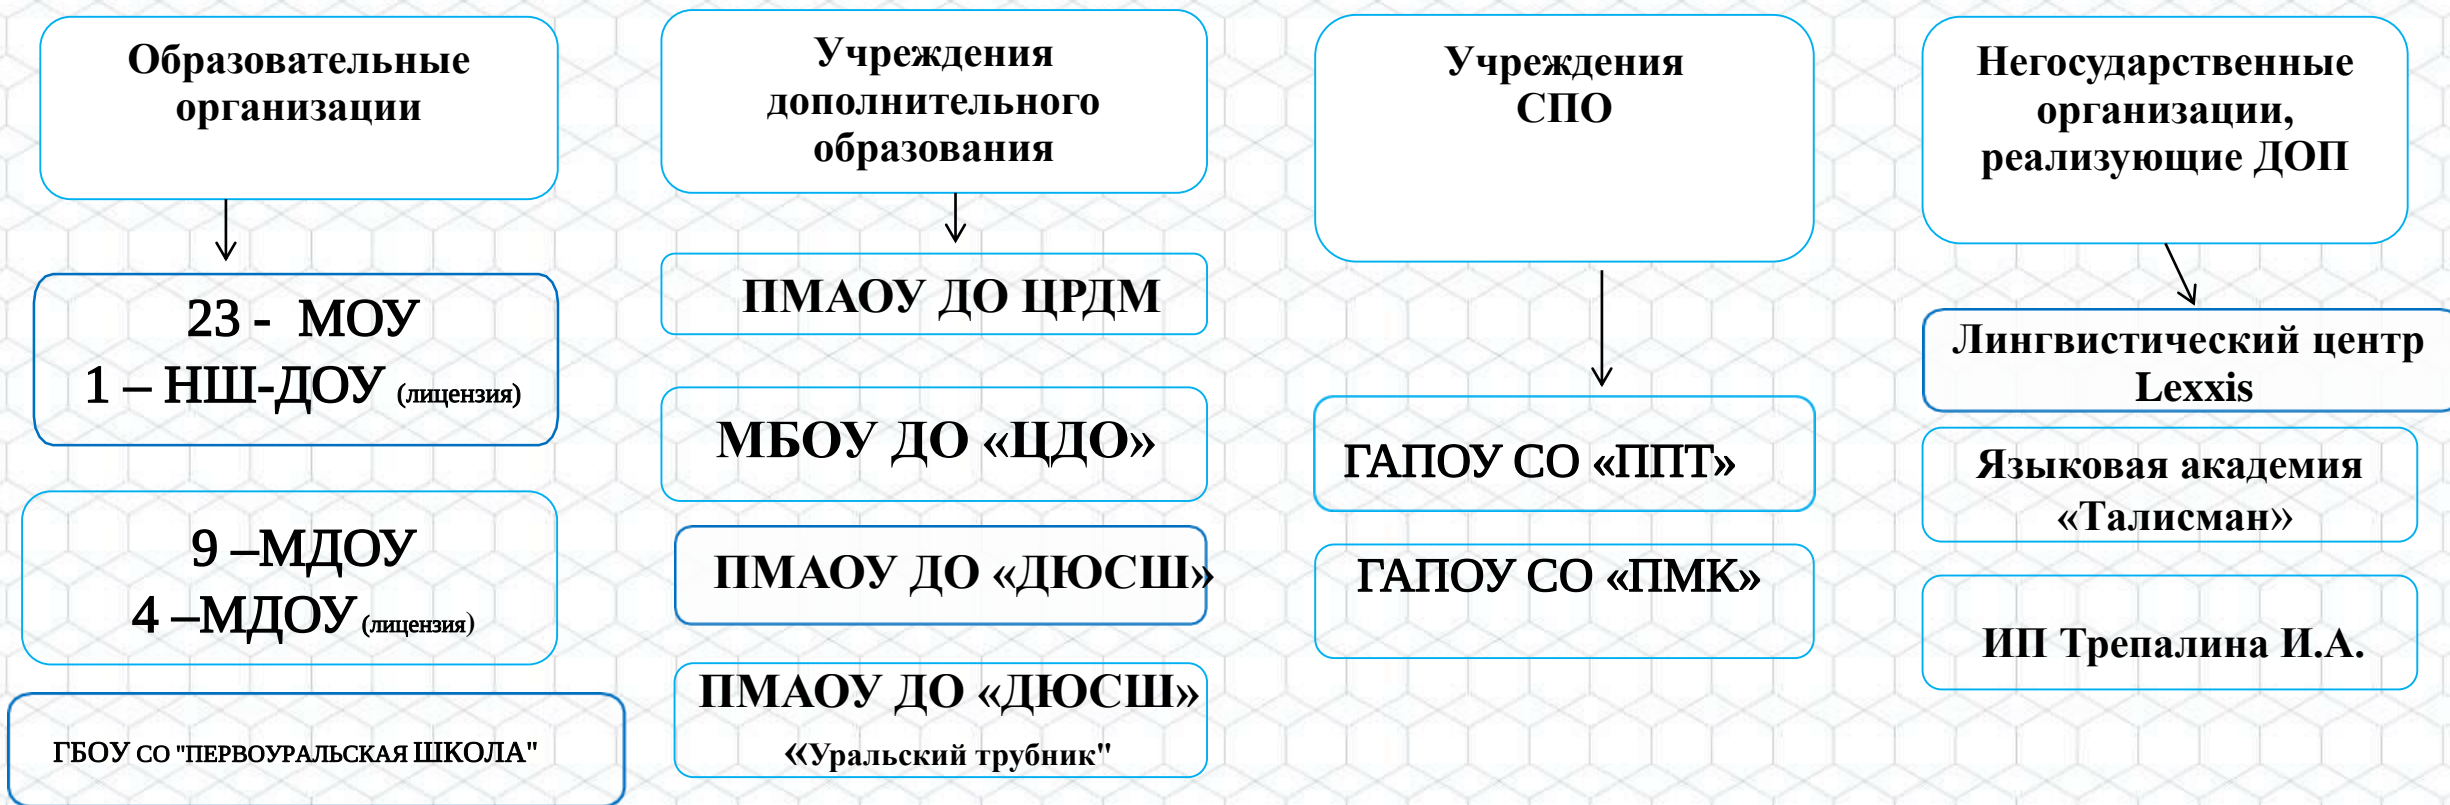 Образовательные
организации
23 - МОУ
1 – НШ-ДОУ (лицензия)
9 –МДОУ
4 –МДОУ (лицензия)
ГБОУ СО "ПЕРВОУРАЛЬСКАЯ ШКОЛА"
Учреждения
дополнительного
образования
ПМАОУ ДО ЦРДМ
МБОУ ДО «ЦДО»
ПМАОУ ДО «ДЮСШ»
ПМАОУ ДО «ДЮСШ»
«Уральский трубник"
Учреждения
СПО
ГАПОУ СО «ППТ»
ГАПОУ СО «ПМК»
Негосударственные
организации,
реализующие ДОП
Лингвистический центр
Lexxis
Языковая академия
«Талисман»
ИП Трепалина И.А.